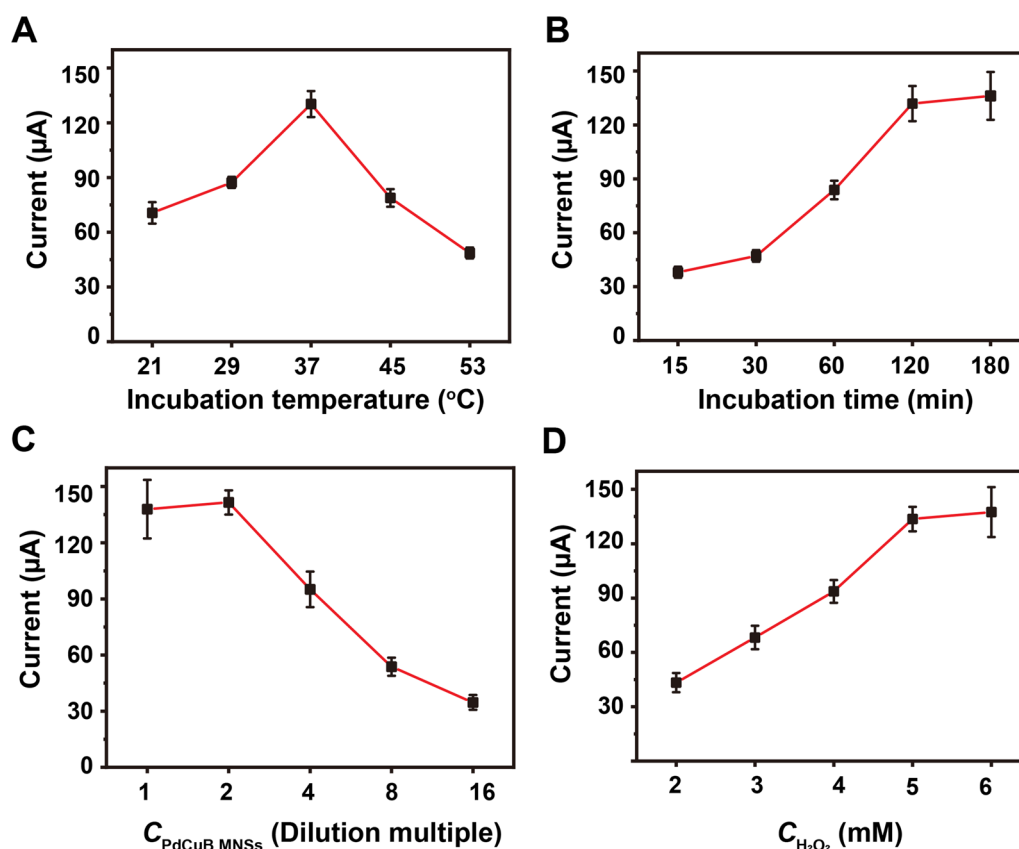 A
Current (μA)
150
120
90
60
30
0
21 29 37 45 53
Incubation temperature (°C)
B
Current (μA)
150
120
90
60
30
0
15 30 60 120 180
Incubation time (min)
C
Current (μA)
150
120
90
60
30
0
1 2 4 8 16
C PdCuB MNSs (Dilution multiple)
D
Current (μA)
150
120
90
60
30
2 3 4 5 6
C H₂O₂ (mM)